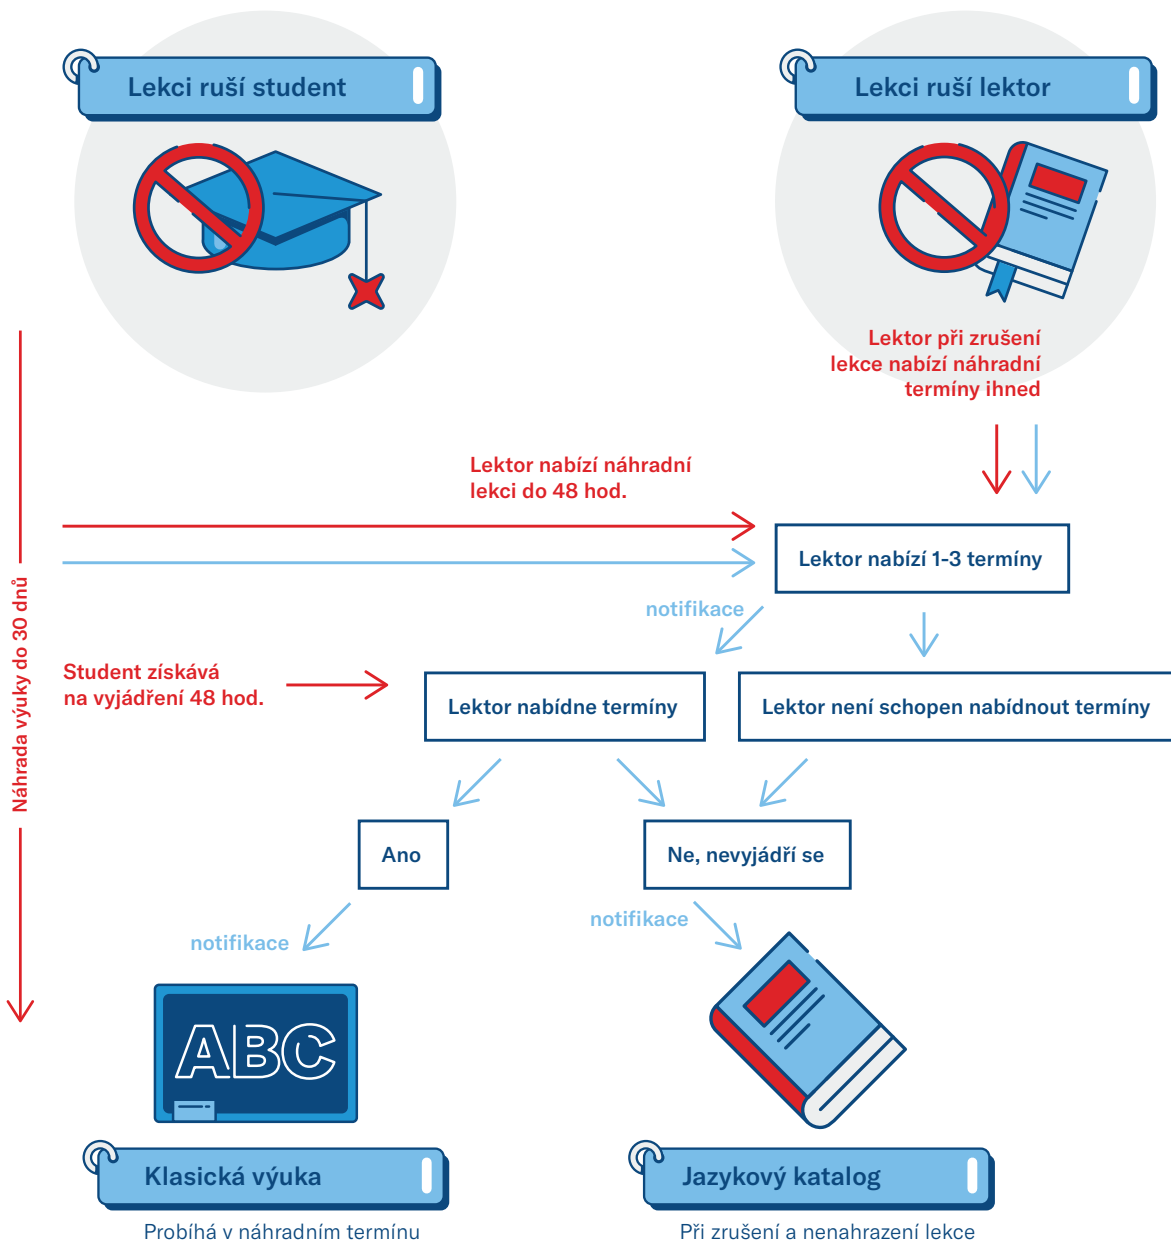 Lekci ruší student
Lekci ruší lektor
Lektor při zrušení
lekce nabízí náhradní
termíny ihned
Lektor nabízí náhradní
lekci do 48 hod.
Lektor nabízí 1-3 termíny
notifikace
Náhrada výuky do 30 dnů
Student získává
na vyjádření 48 hod.
Lektor nabídne termíny
Lektor není schopen nabídnout termíny
Ano
Ne, nevyjádří se
notifikace
notifikace
ABC
Klasická výuka
Jazykový katalog
Probíhá v náhradním termínu
Při zrušení a nenahrazení lekce